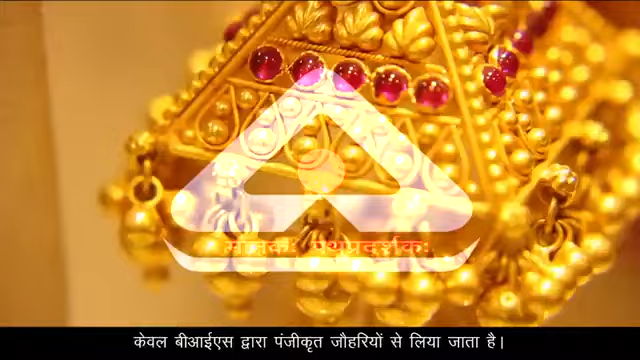 मानकः पथप्रदर्शकः
केवल बीआईएस द्वारा पंजीकृत जौहरियों से लिया जाता है।